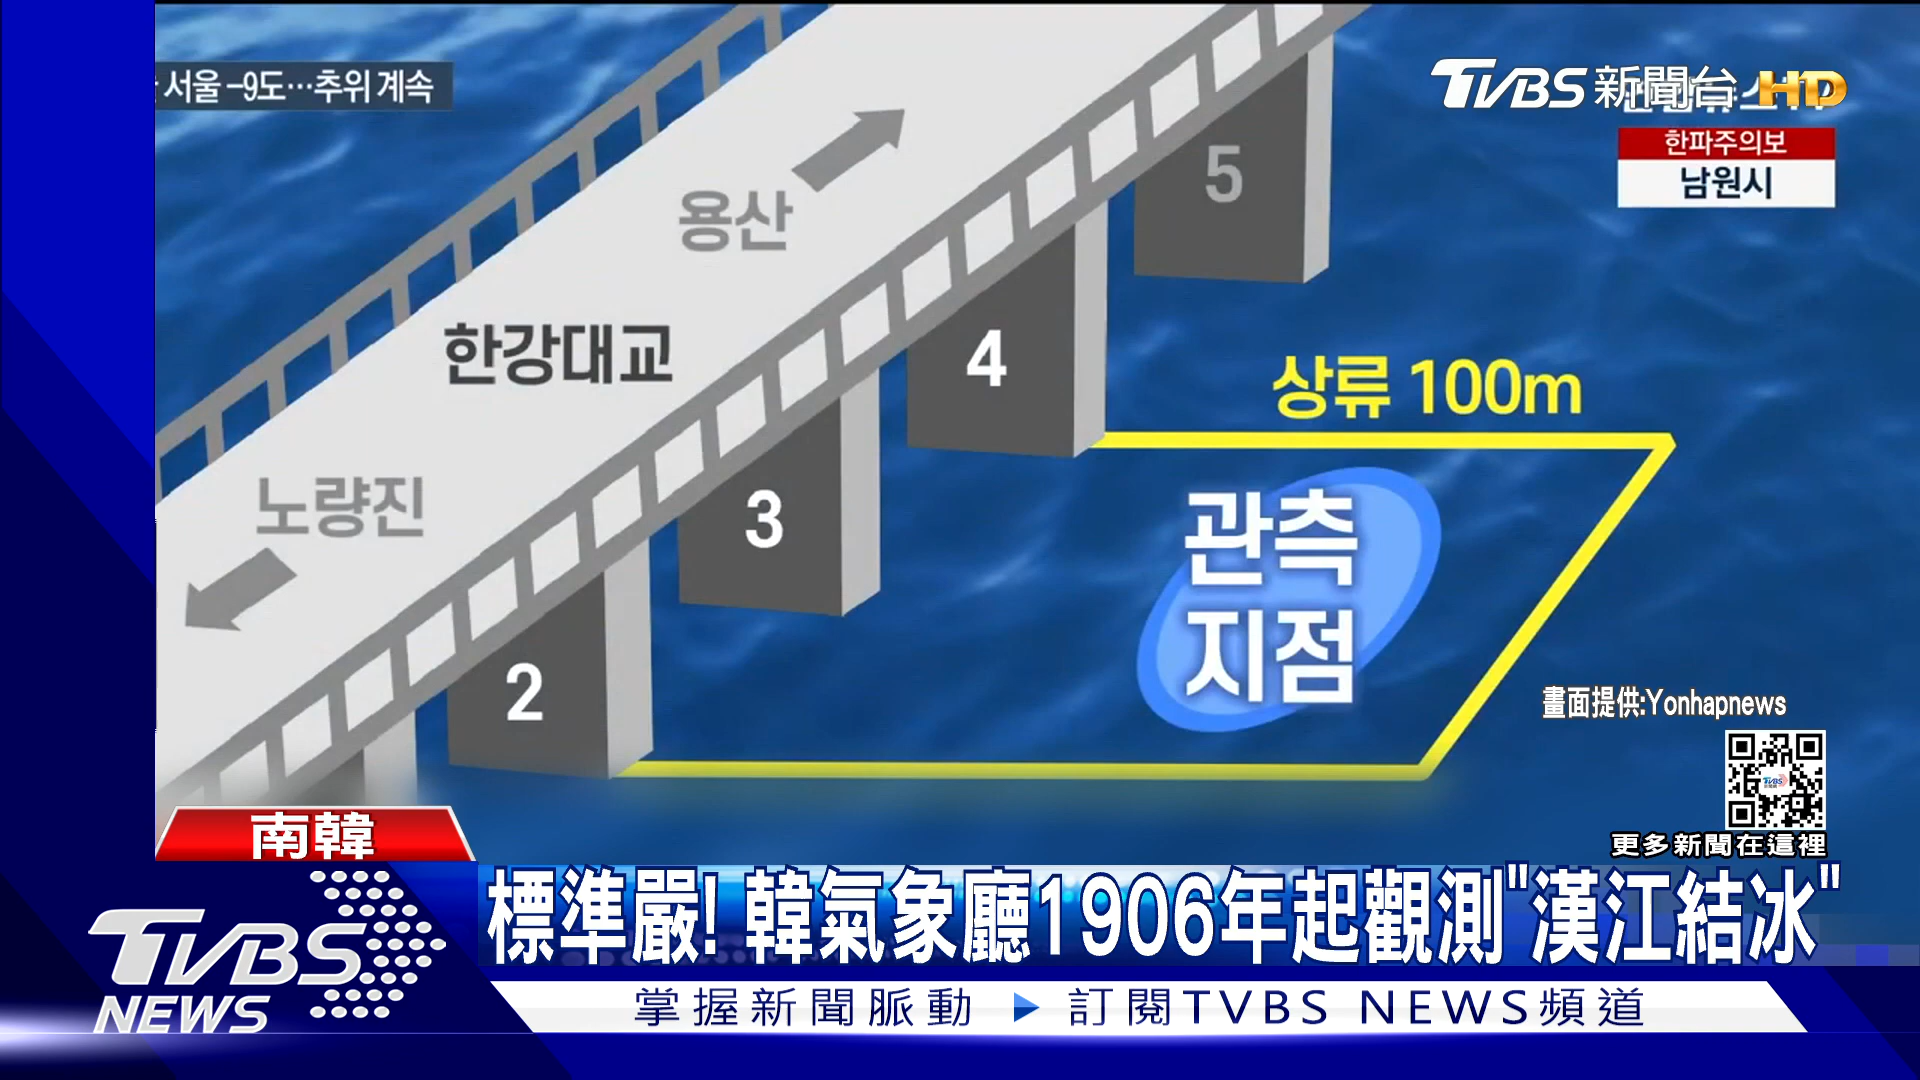 서울 -9도…추위 계속
TVBS新聞台 HD
한파주의보
남원시
용산
한강대교
노량진
5
4
3
2
상류 100m
관측
지점
畫面提供:Yonhapnews
TVBS
更多新聞在這裡
南韓
標準嚴! 韓氣象廳1906年起觀測"漢江結冰"
TVBS
NEWS
掌握新聞脈動 ▶ 訂閱TVBS NEWS頻道